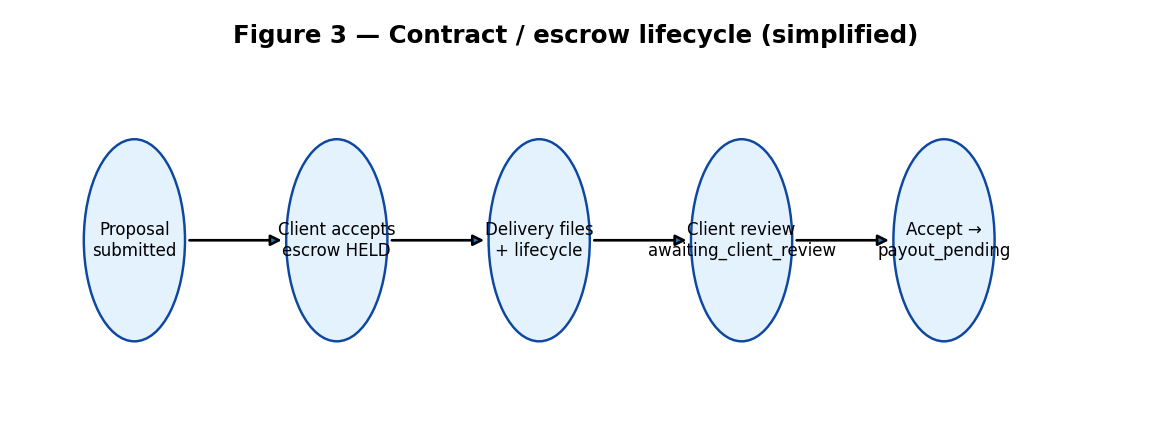 Figure 3 — Contract / escrow lifecycle (simplified)
Proposal
submitted
Client accepts
escrow HELD
Delivery files
+ lifecycle
Client review
awaiting_client_review
Accept →
payout_pending